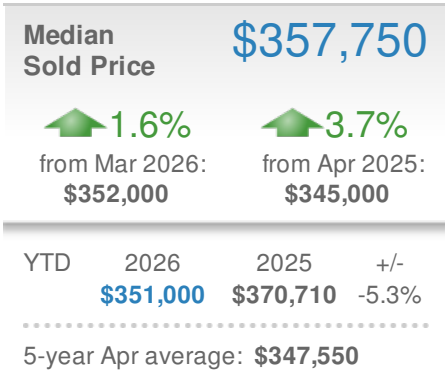 Median $357,750
Sold Price
1.6% 3.7%
from Mar 2026: from Apr 2025:
$352,000 $345,000
YTD 2026 2025 +/-
$351,000 $370,710 -5.3%
5-year Apr average: $347,550